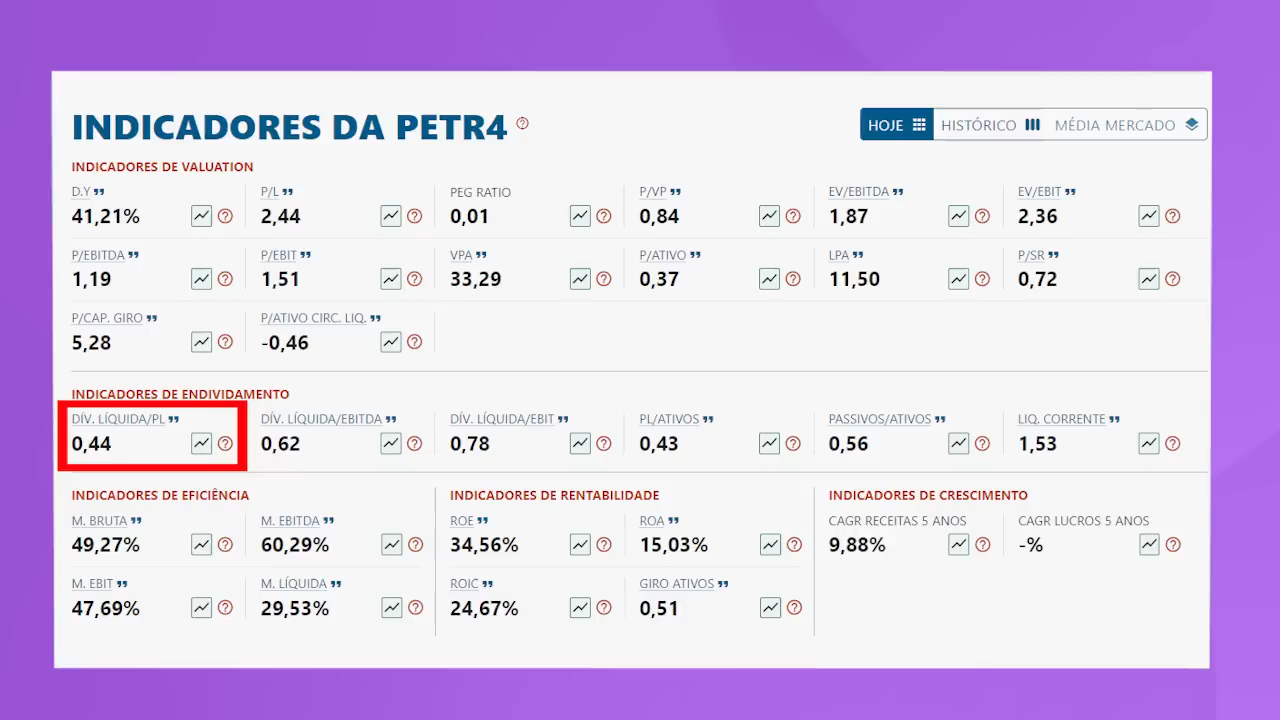 INDICADORES DA PETR4
HOJE HISTÓRICO MÉDIA MERCADO
INDICADORES DE VALUATION
D.Y P/L PEG RATIO P/VP EV/EBITDA EV/EBIT
41,21% 2,44 0,01 0,84 1,87 2,36
P/EBITDA P/EBIT VPA P/ATIVO LPA P/SR
1,19 1,51 33,29 0,37 11,50 0,72
P/CAP. GIRO P/ATIVO CIRC. LIQ.
5,28 -0,46
INDICADORES DE ENDIVIDAMENTO
DÍV. LÍQUIDA/PL DÍV. LÍQUIDA/EBITDA DÍV. LÍQUIDA/EBIT PL/ATIVOS PASSIVOS/ATIVOS LIQ. CORRENTE
0,44 0,62 0,78 0,43 0,56 1,53
INDICADORES DE EFICIÊNCIA INDICADORES DE RENTABILIDADE INDICADORES DE CRESCIMENTO
M. BRUTA M. EBITDA ROE ROA CAGR RECEITAS 5 ANOS CAGR LUCROS 5 ANOS
49,27% 60,29% 34,56% 15,03% 9,88% -%
M. EBIT M. LÍQUIDA ROIC GIRO ATIVOS
47,69% 29,53% 24,67% 0,51